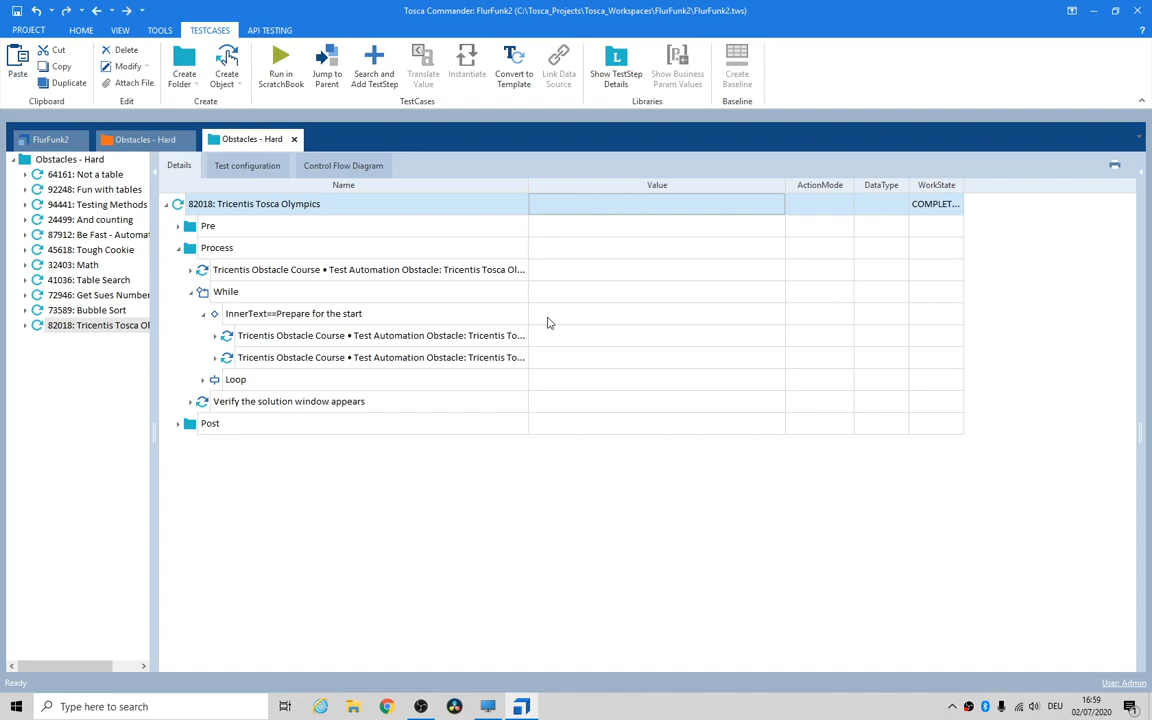 Tosca Commander: FlurFunk2 (C:\Tosca_Projects\Tosca_Workspaces\FlurFunk2\FlurFunk2.tws)
PROJECT HOME VIEW TOOLS TESTCASES API TESTING
Paste Cut Copy Duplicate Delete Modify Attach File
Create Folder Create Object
Run in ScratchBook Jump to Parent Search and Add TestStep Translate Value Instantiate Convert to Template Link Data Source
Show TestStep Details Show Business Param Values Create Baseline
Clipboard Edit Create TestCases Libraries Baseline
FlurFunk2 Obstacles - Hard Obstacles - Hard
Obstacles - Hard
64161: Not a table
92248: Fun with tables
94441: Testing Methods
24499: And counting
87912: Be Fast - Automa
45618: Tough Cookie
32403: Math
41036: Table Search
72946: Get Sues Number
73589: Bubble Sort
82018: Tricentis Tosca Ol
Details Test configuration Control Flow Diagram
Name Value ActionMode DataType WorkState
82018: Tricentis Tosca Olympics COMPLET...
Pre
Process
Tricentis Obstacle Course • Test Automation Obstacle: Tricentis Tosca Ol...
While
InnerText==Prepare for the start
Tricentis Obstacle Course • Test Automation Obstacle: Tricentis To...
Tricentis Obstacle Course • Test Automation Obstacle: Tricentis To...
Loop
Verify the solution window appears
Post
Ready User: Admin
Type here to search
DEU
16:59
02/07/2020